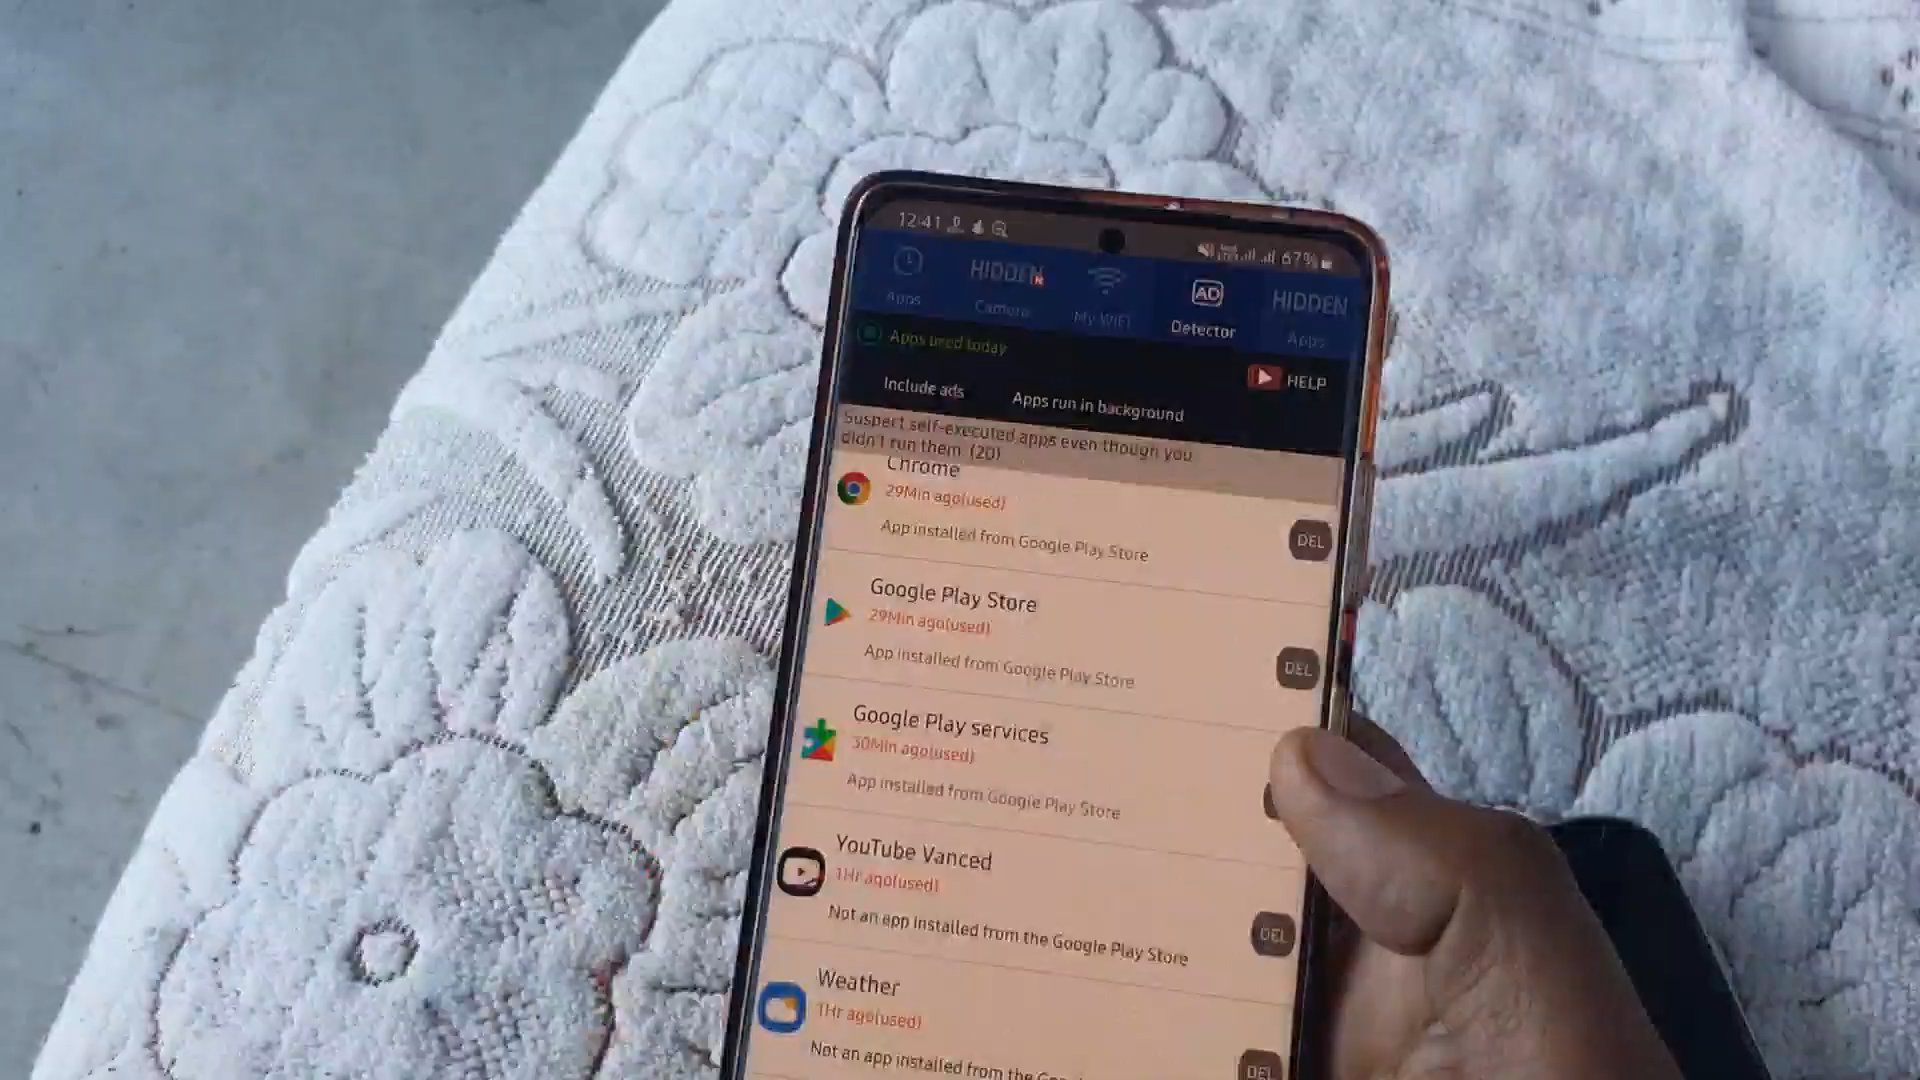 12:41
67%
HIDDEN
AD
HIDDEN
Apps
Camera
My WIFI
Detector
Apps
Apps used today
HELP
Include ads
Apps run in background
Suspect self-executed apps even though you
didn't run them (20)
Chrome
29Min ago(used)
App installed from Google Play Store
DEL
Google Play Store
29Min ago(used)
App installed from Google Play Store
DEL
Google Play services
30Min ago(used)
App installed from Google Play Store
YouTube Vanced
1Hr ago(used)
Not an app installed from the Google Play Store
DEL
Weather
1Hr ago(used)
Not an app installed from the
DEL